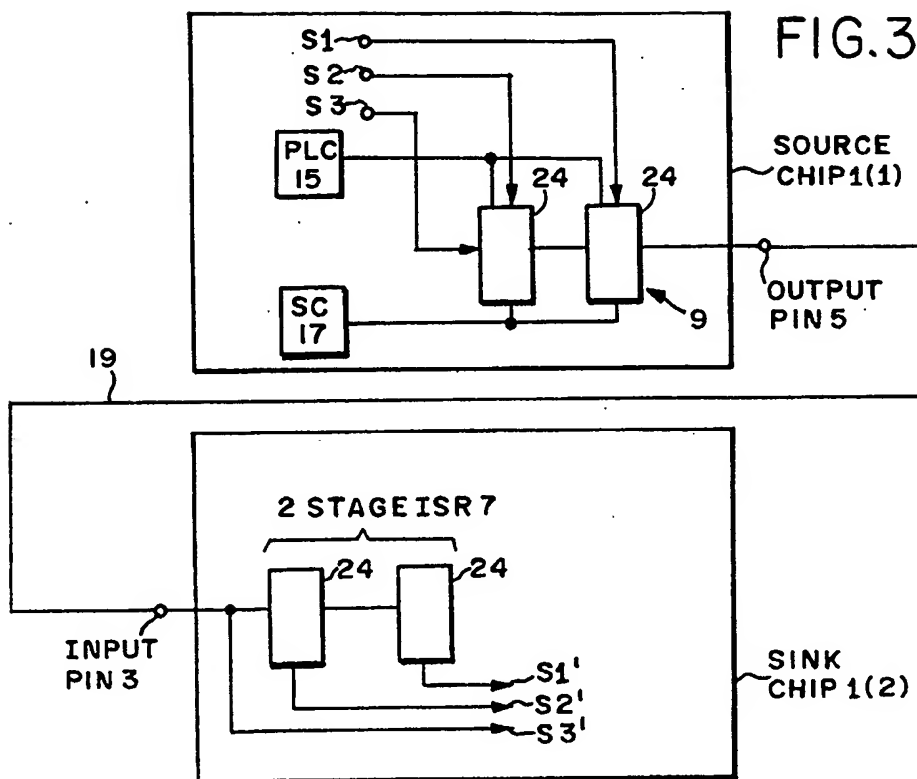 FIG.3
S1
S2
S3
PLC
15
24
24
SOURCE
CHIP1(1)
SC
17
9
OUTPUT
PIN 5
19
2 STAGE ISR 7
24
24
INPUT
PIN 3
S1'
S2'
S3'
SINK
CHIP 1(2)